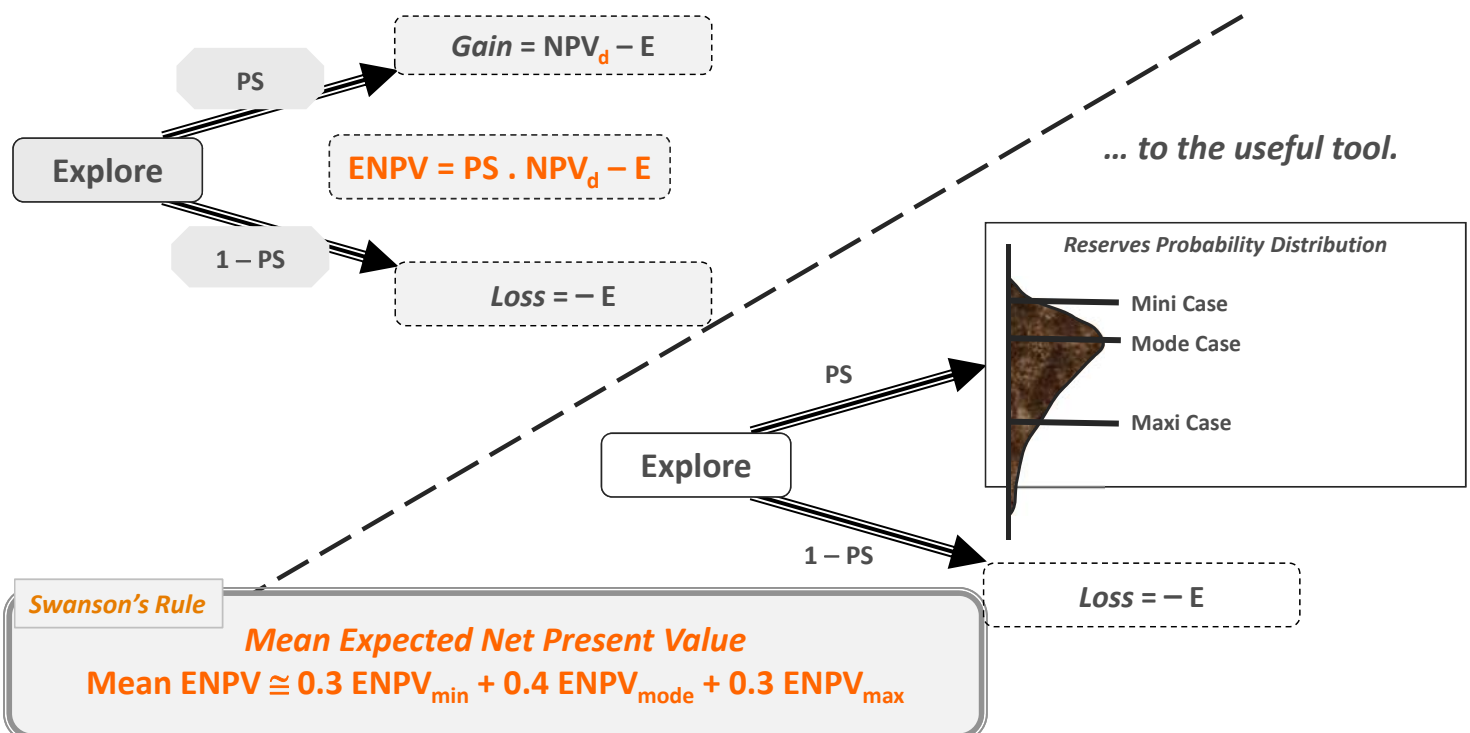 Gain = NPVd – E
PS
Explore
ENPV = PS . NPVd – E
1 – PS
Loss = – E
... to the useful tool.
Reserves Probability Distribution
Mini Case
Mode Case
Maxi Case
PS
Explore
1 – PS
Loss = – E
Swanson's Rule
Mean Expected Net Present Value
Mean ENPV ≅ 0.3 ENPVmin + 0.4 ENPVmode + 0.3 ENPVmax